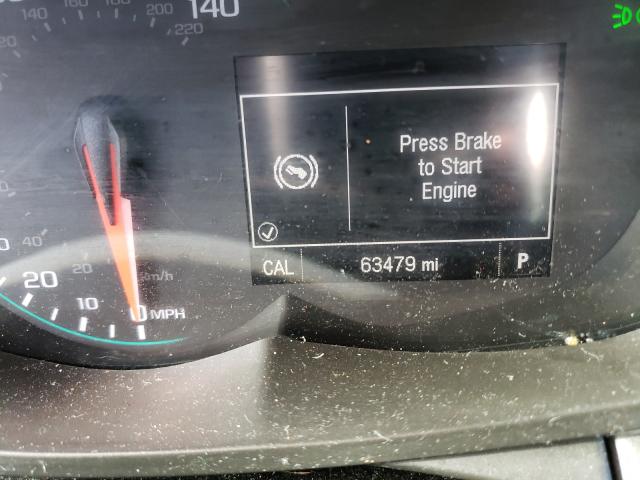 140
120 140 160 180 200
220
Press Brake
to Start
Engine
40
20
20 km/h
10
0 MPH
CAL 63479 mi P